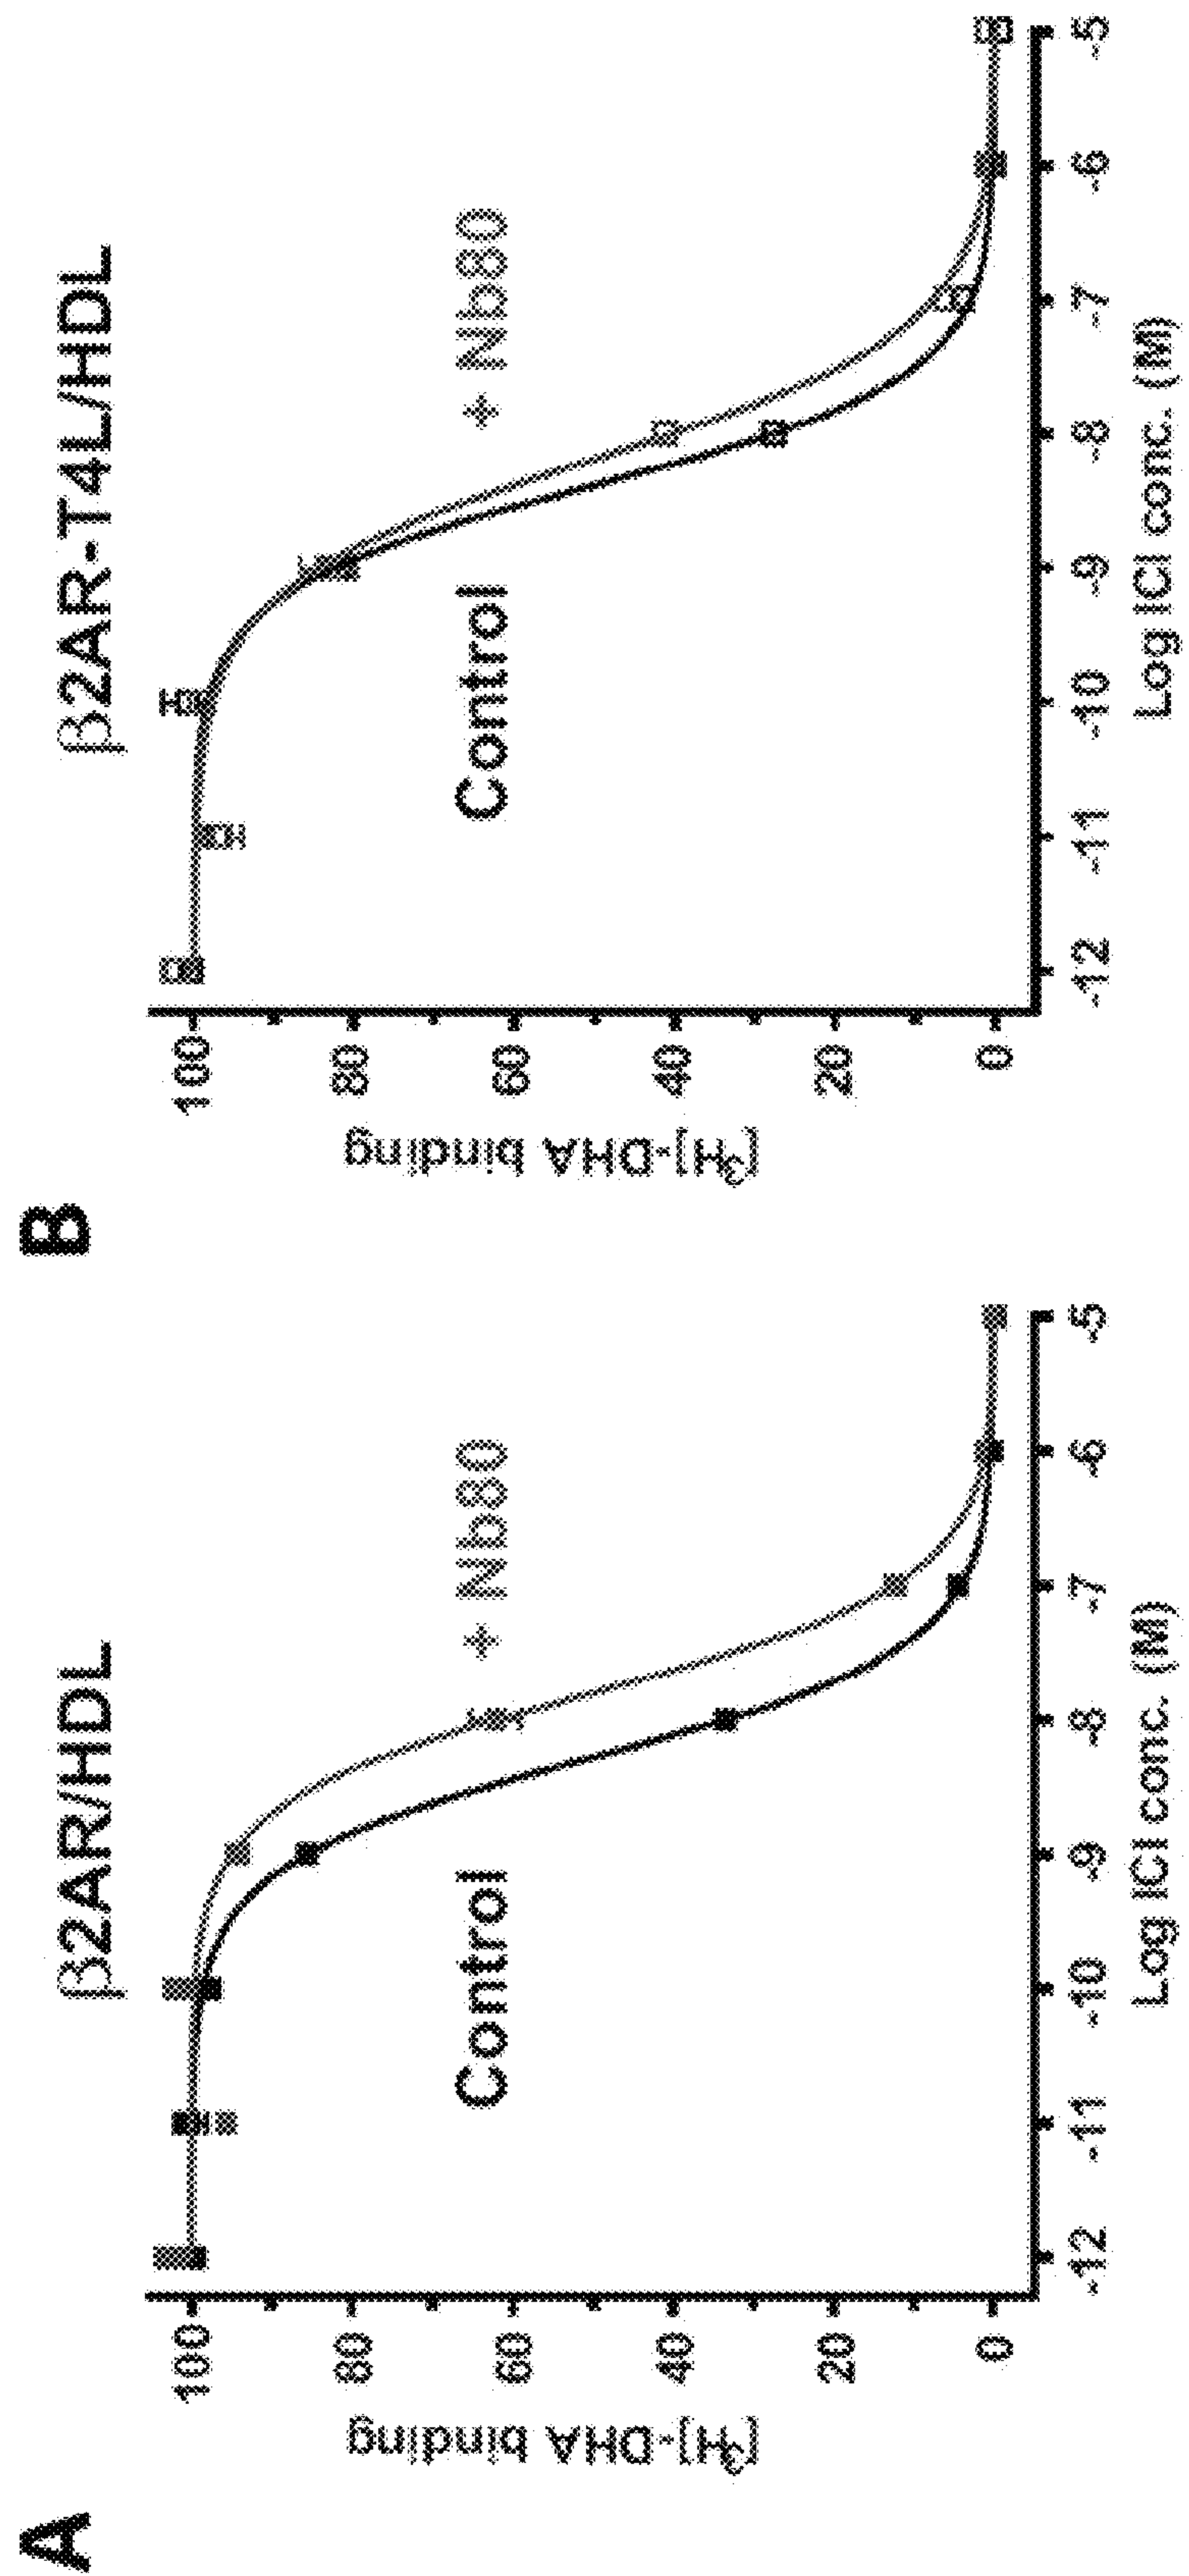 A
β2AR/HDL
[³H]-DHA binding
100
80
60
40
20
0
Control
+ Nb80
-12 -11 -10 -9 -8 -7 -6 -5
Log ICI conc. (M)
B
β2AR-T4L/HDL
[³H]-DHA binding
100
80
60
40
20
0
Control
+ Nb80
-12 -11 -10 -9 -8 -7 -6 -5
Log ICI conc. (M)